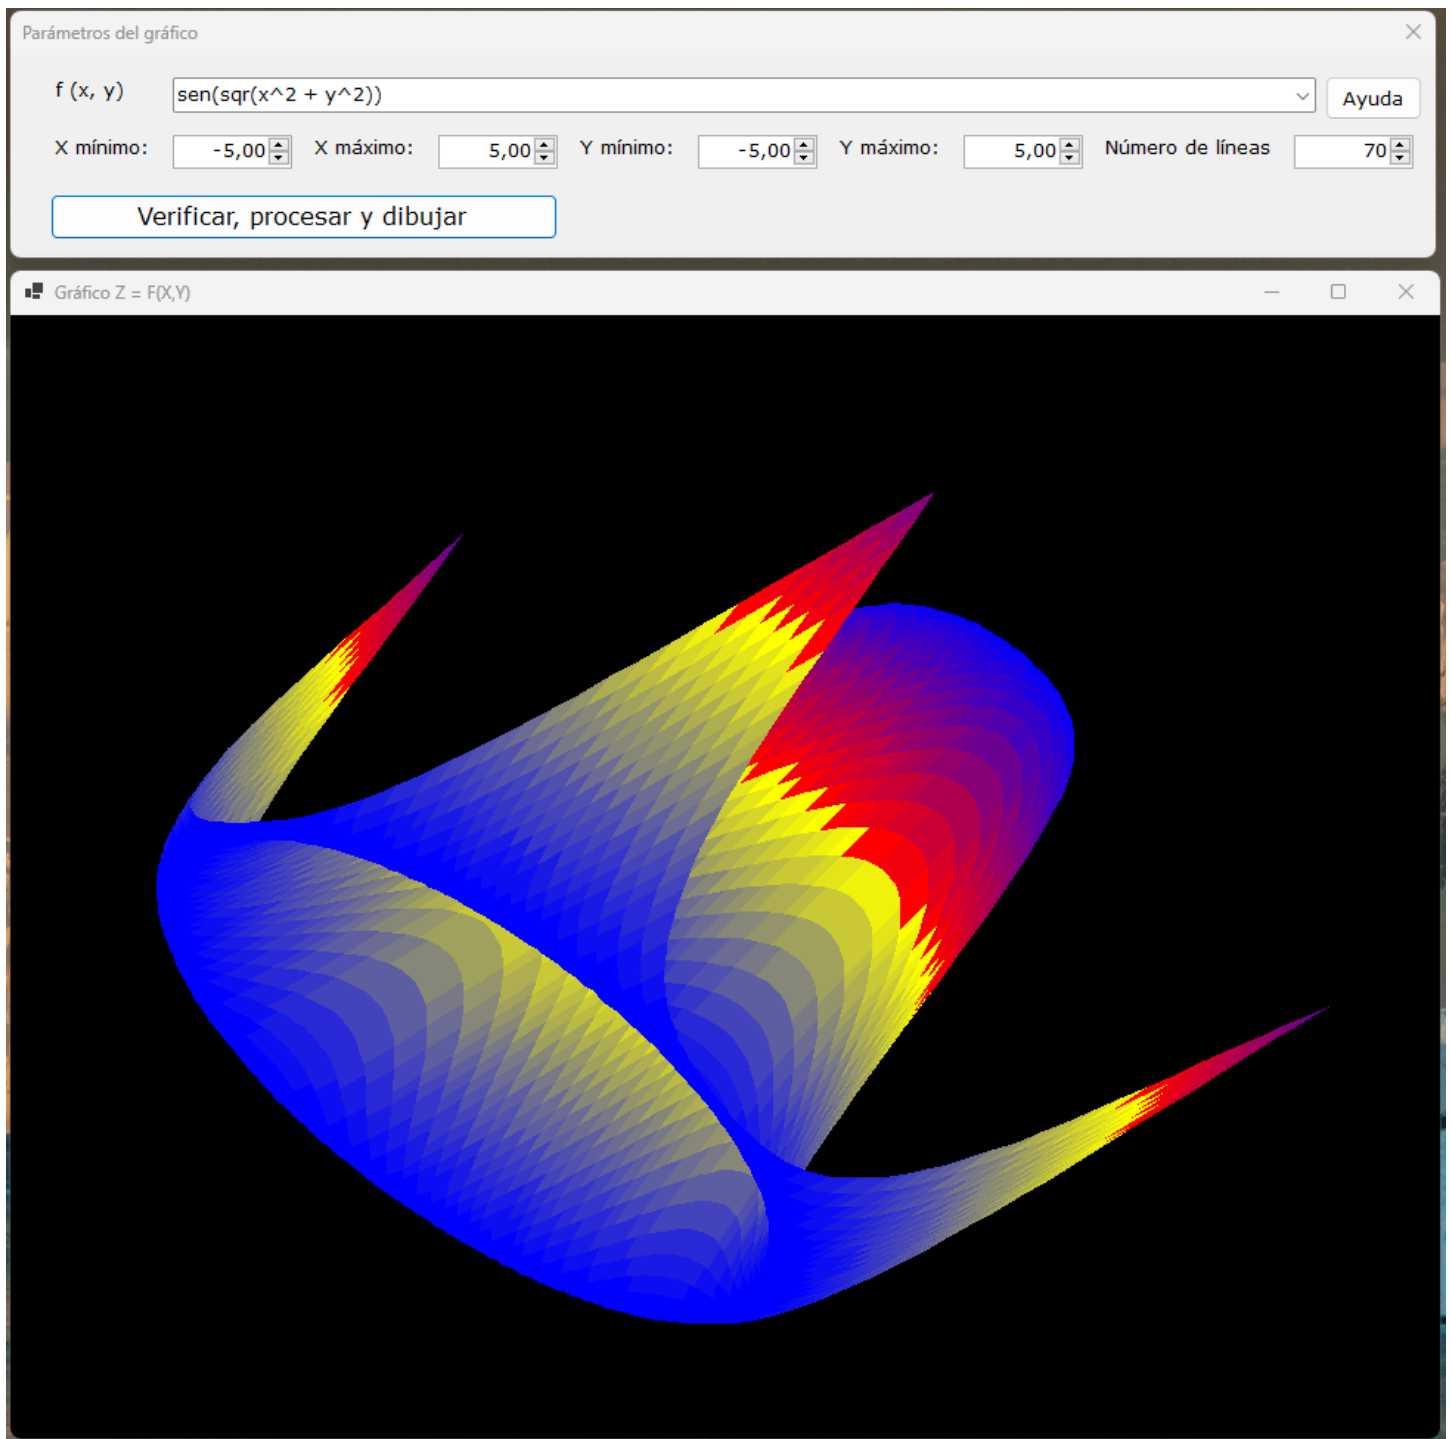 Parámetros del gráfico
f (x, y) sen(sqr(x^2 + y^2)) Ayuda
X mínimo: -5,00 X máximo: 5,00 Y mínimo: -5,00 Y máximo: 5,00 Número de líneas 70
Verificar, procesar y dibujar
Gráfico Z = F(X,Y)